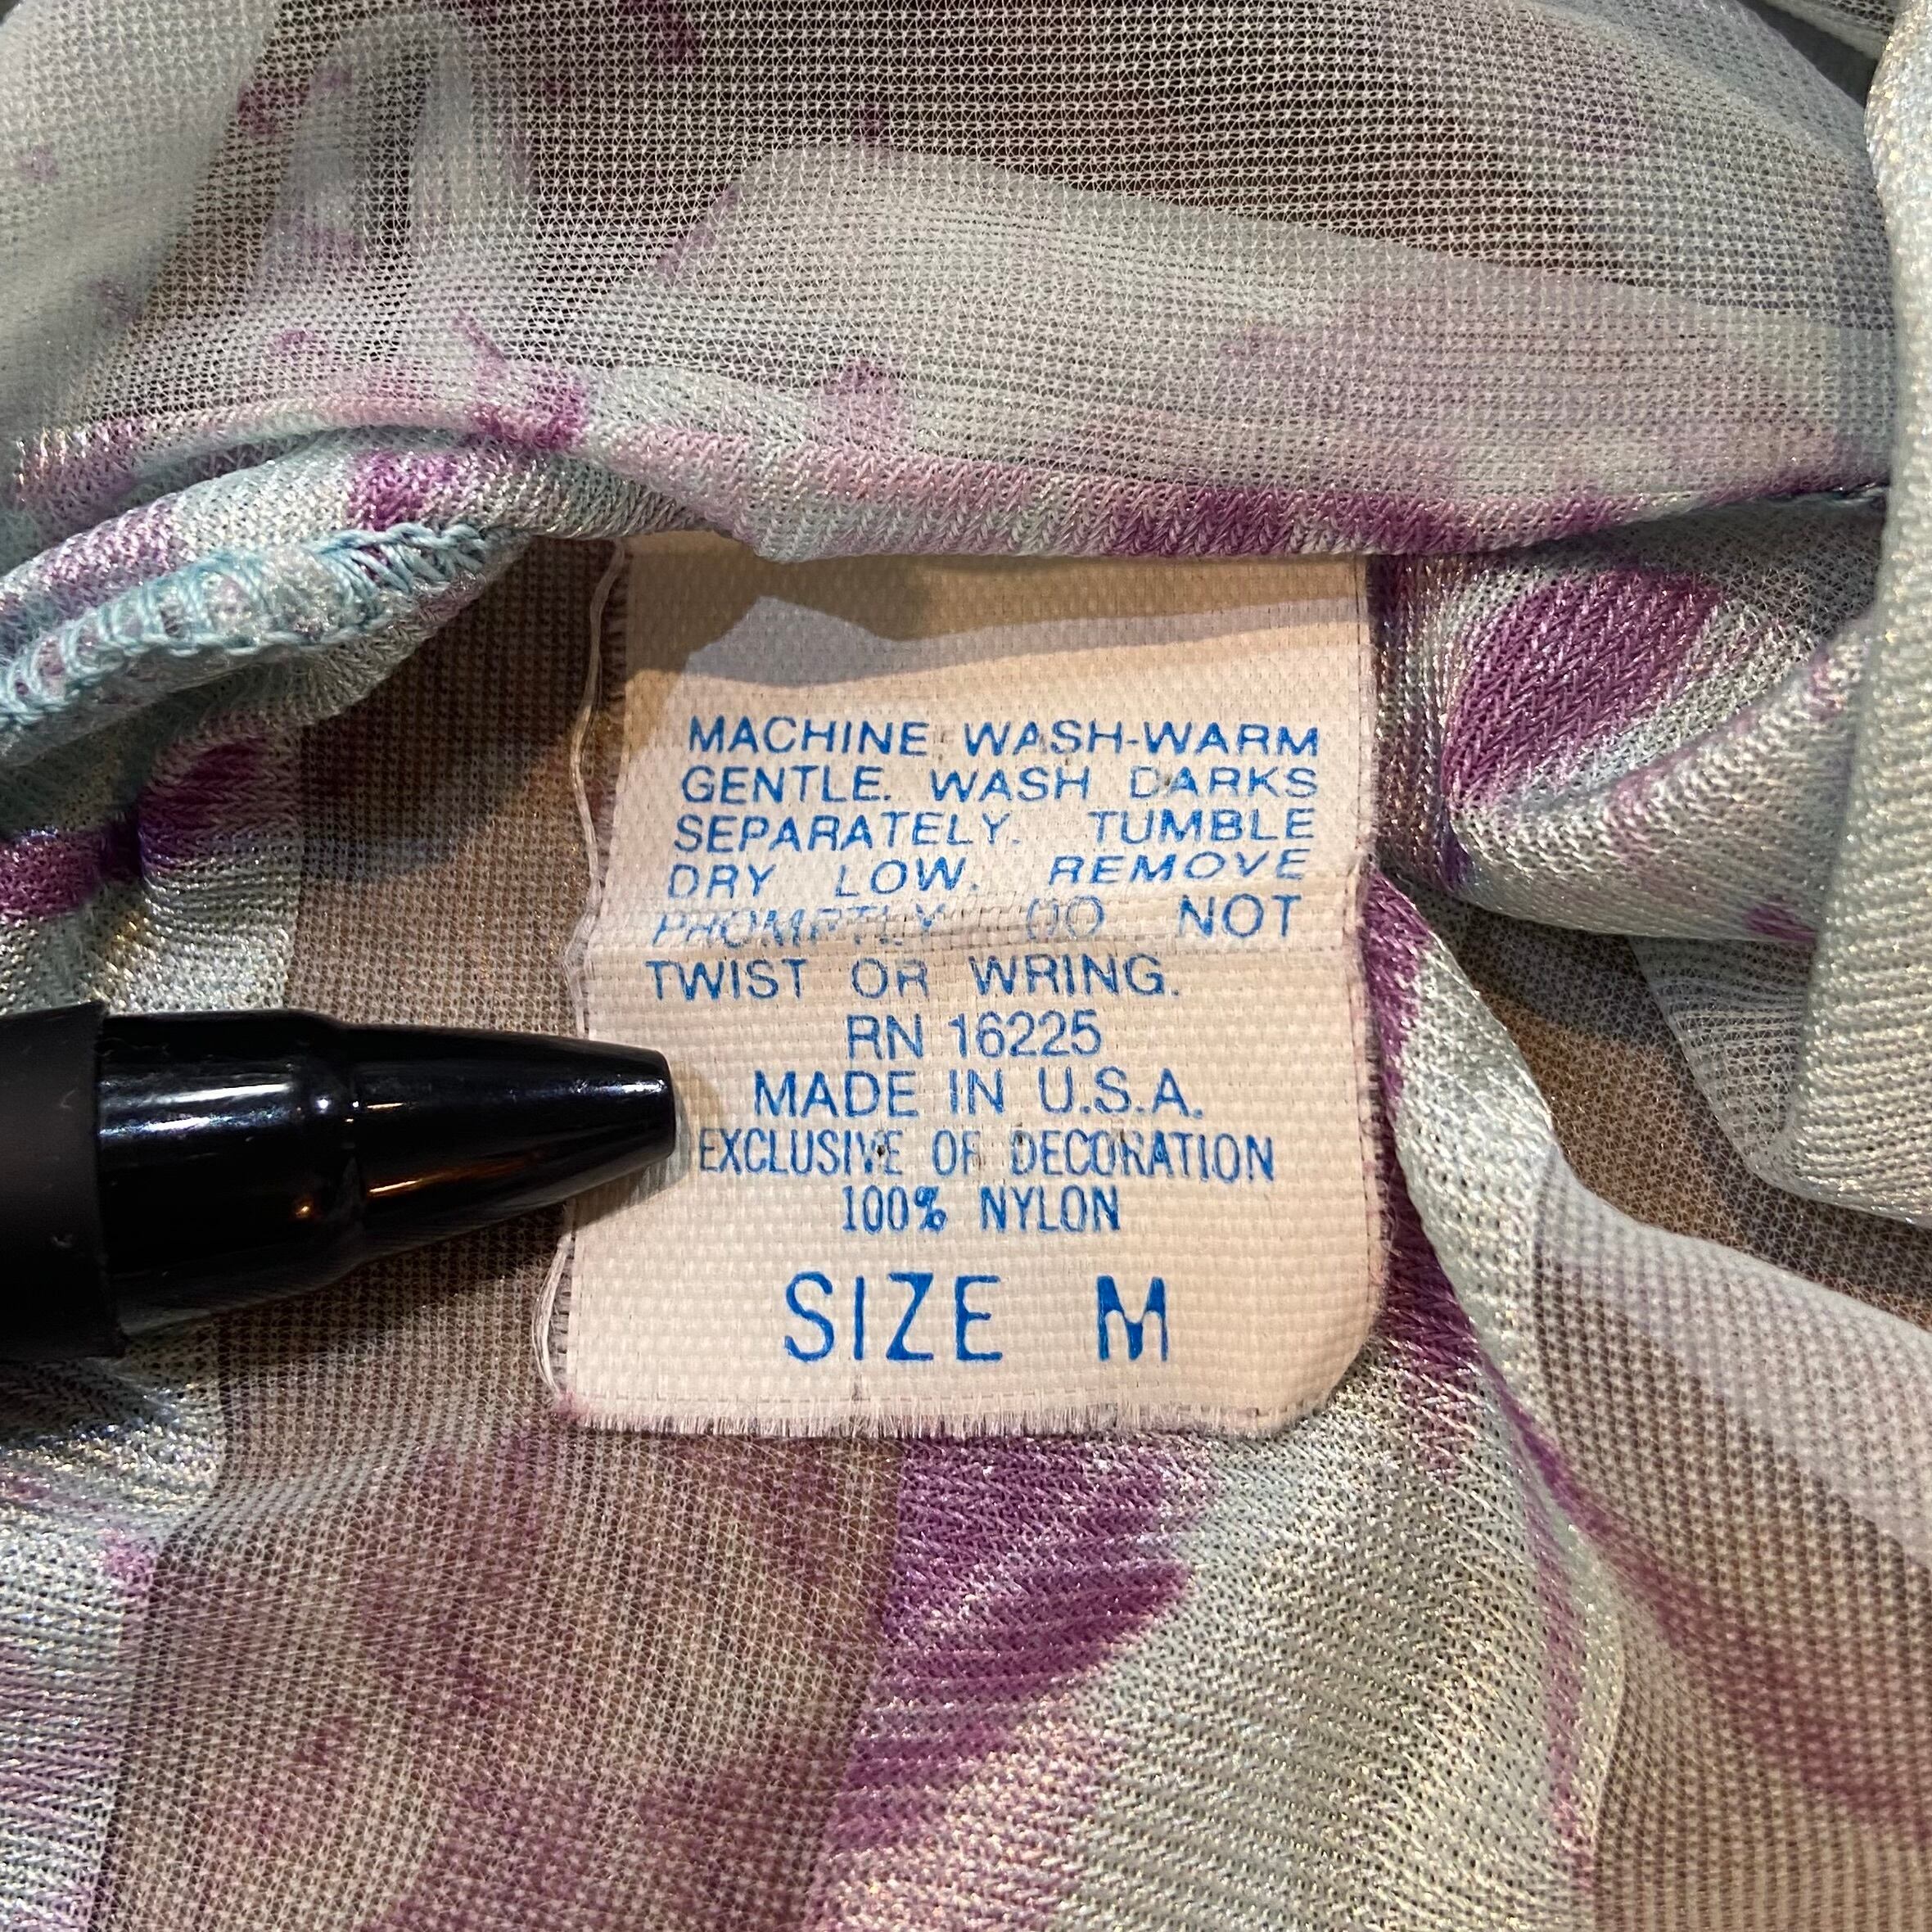 MACHINE WASH-WARM
GENTLE. WASH DARKS
SEPARATELY. TUMBLE
DRY LOW. REMOVE
PROMPTLY DO NOT
TWIST OR WRING.
RN 16225
MADE IN U.S.A.
EXCLUSIVE OF DECORATION
100% NYLON
SIZE M